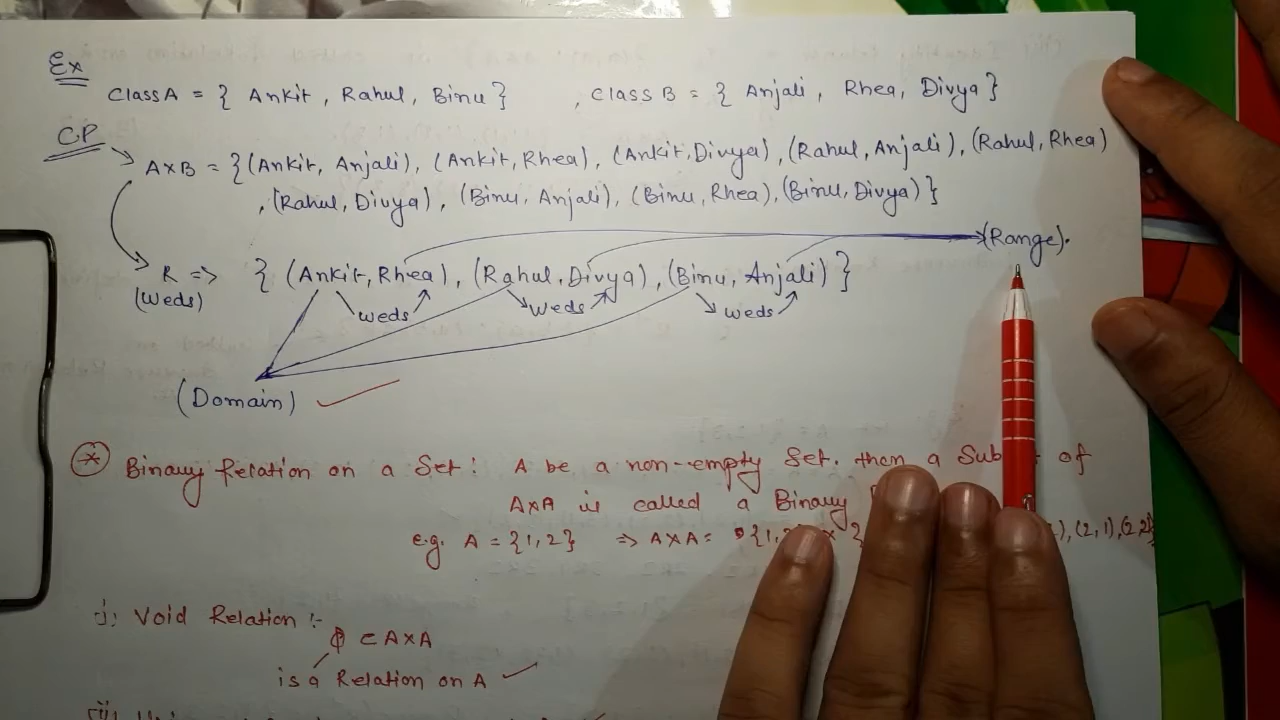 Ex
Class A = { Ankit, Rahul, Binu } , Class B = { Anjali, Rhea, Divya }
CP
A×B = {(Ankit, Anjali), (Ankit, Rhea), (Ankit, Divya), (Rahul, Anjali), (Rahul, Rhea)
, (Rahul, Divya), (Binu, Anjali), (Binu, Rhea), (Binu, Divya) }
(Range).
R => { (Ankit, Rhea), (Rahul, Divya), (Binu, Anjali) }
(Weds)
weds weds weds
(Domain) ✓
* Binary Relation on a Set: A be a non-empty Set. then a of
A×A is called a Binary
e.g. A = {1,2} ⇒ A×A = {1, × ), (2,1), (2,2)
i) Void Relation :-
ϕ ⊂ A×A
is a Relation on A ✓